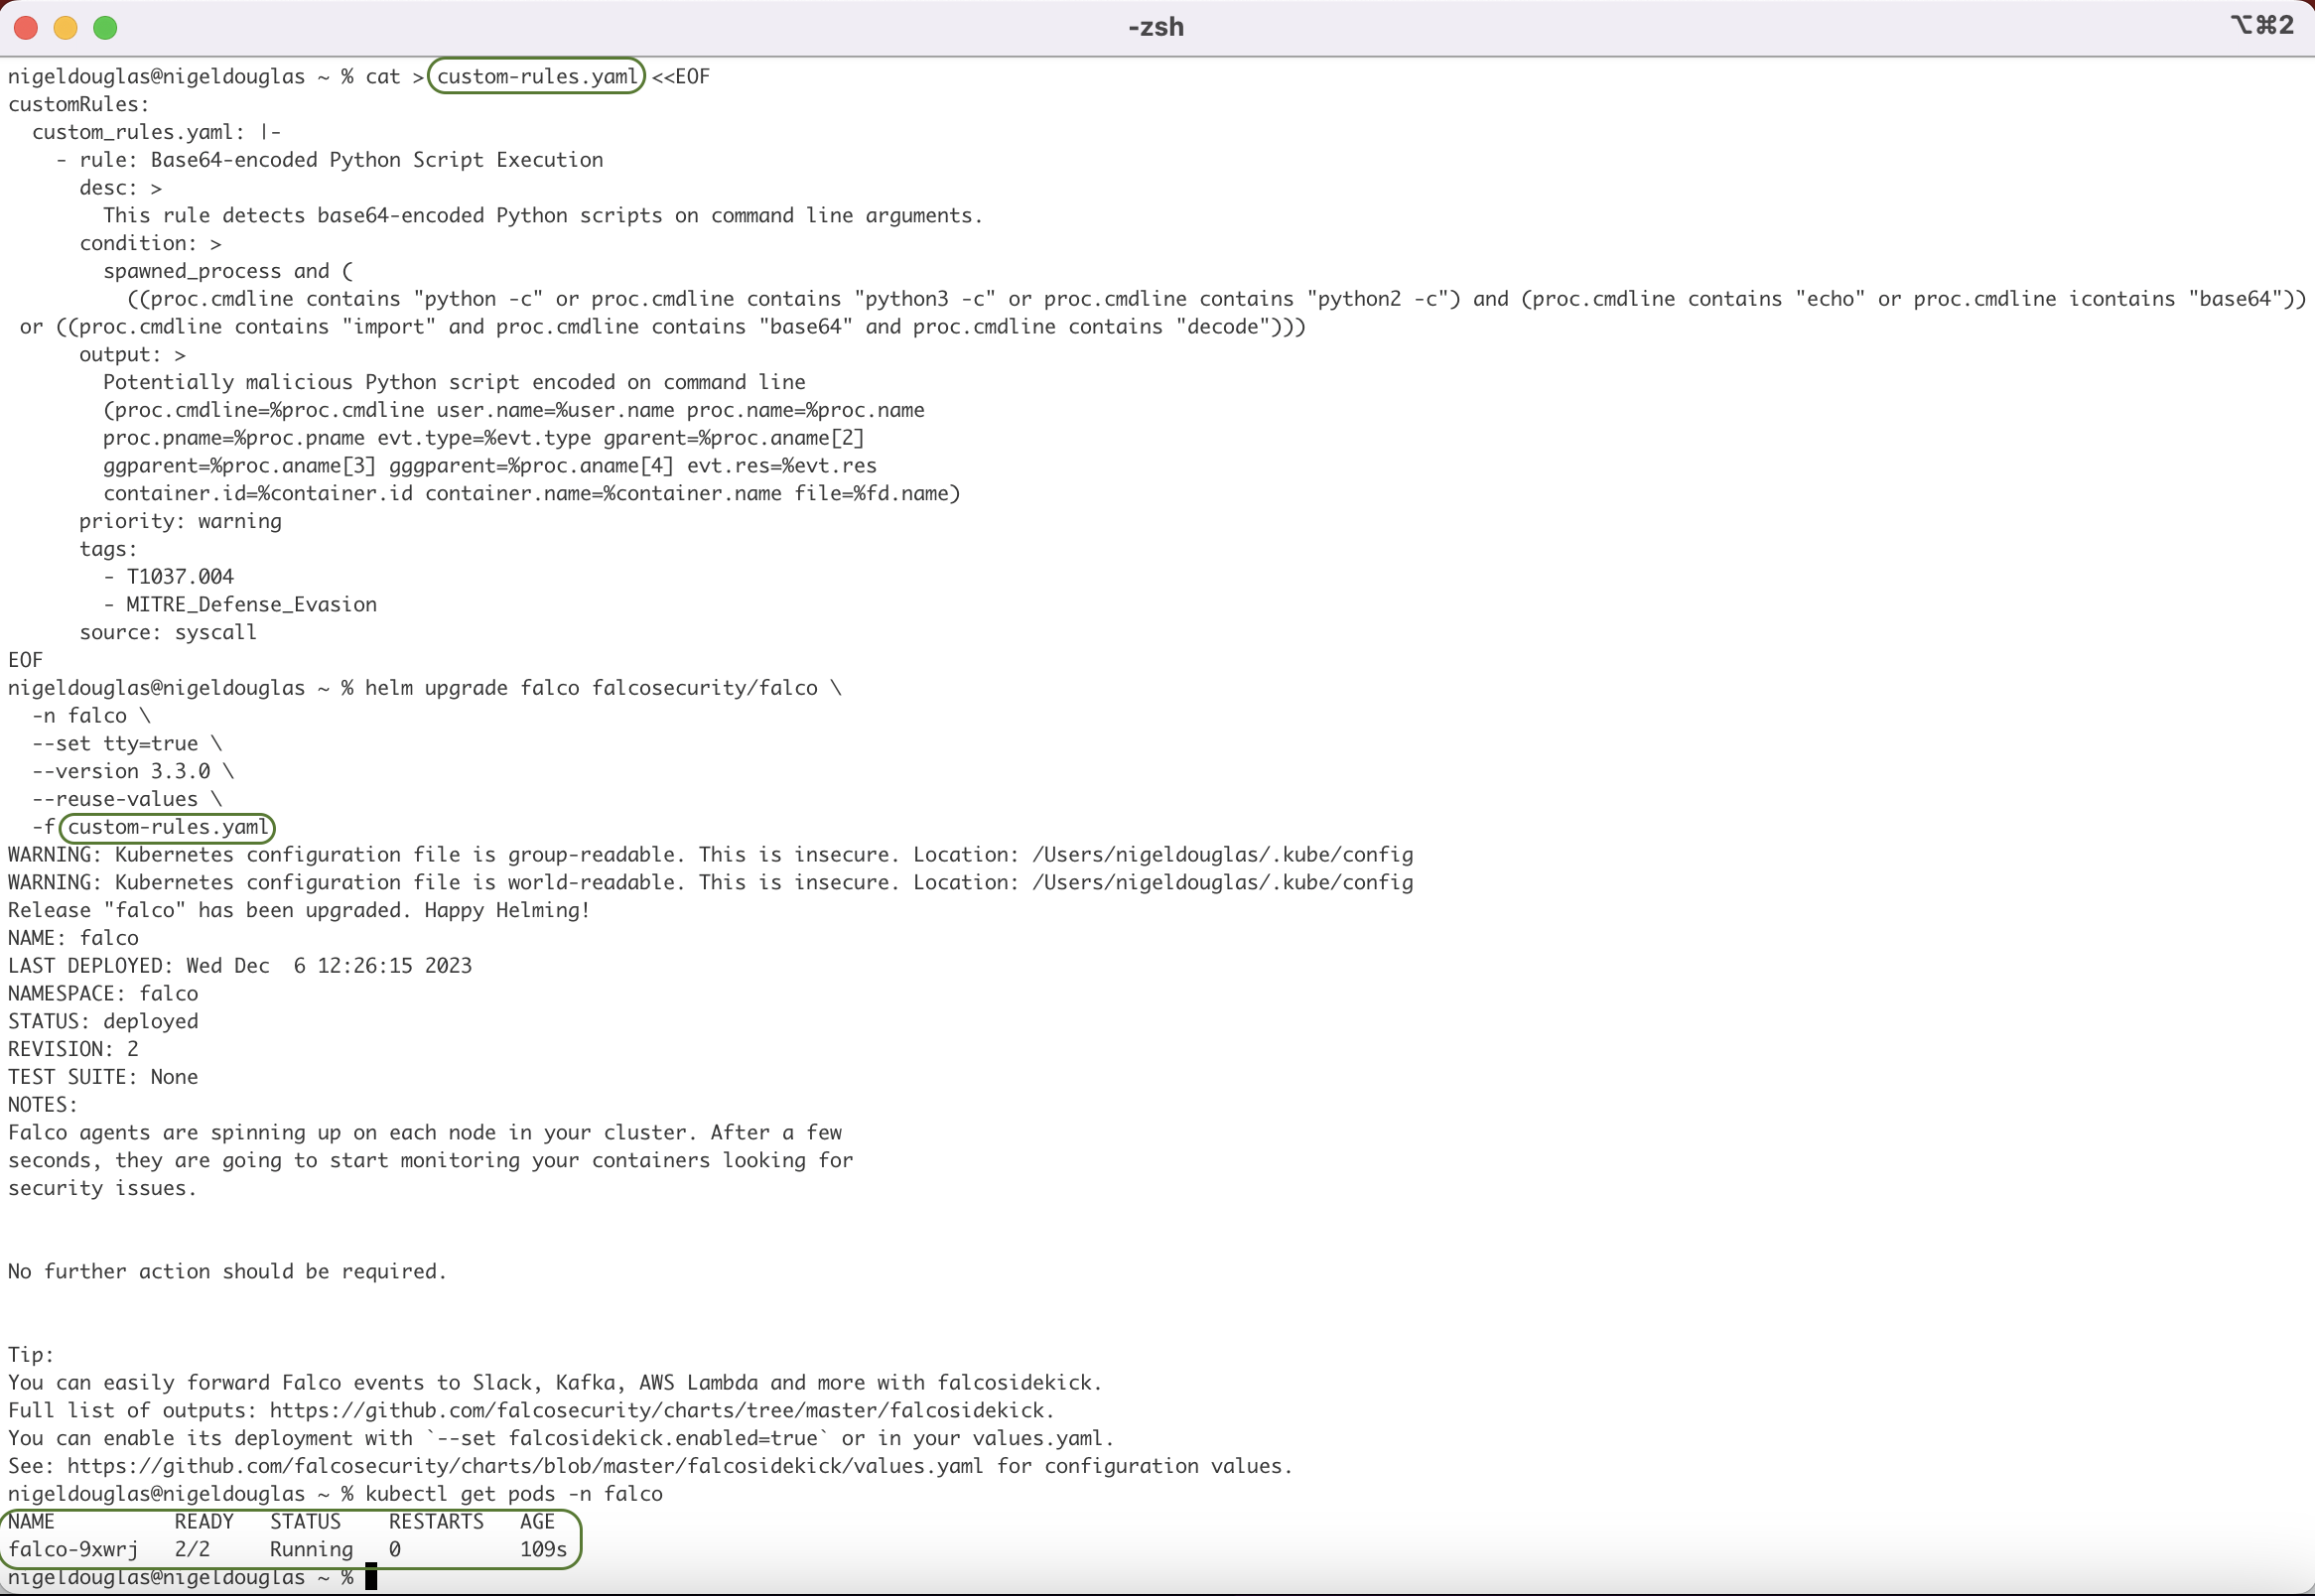 -zsh
⌥⌘2
nigeldouglas@nigeldouglas ~ % cat > custom-rules.yaml <<EOF
customRules:
  custom_rules.yaml: |-
    - rule: Base64-encoded Python Script Execution
      desc: >
        This rule detects base64-encoded Python scripts on command line arguments.
      condition: >
        spawned_process and (
          ((proc.cmdline contains "python -c" or proc.cmdline contains "python3 -c" or proc.cmdline contains "python2 -c") and (proc.cmdline contains "echo" or proc.cmdline icontains "base64"))
 or ((proc.cmdline contains "import" and proc.cmdline contains "base64" and proc.cmdline contains "decode")))
      output: >
        Potentially malicious Python script encoded on command line
        (proc.cmdline=%proc.cmdline user.name=%user.name proc.name=%proc.name
        proc.pname=%proc.pname evt.type=%evt.type gparent=%proc.aname[2]
        ggparent=%proc.aname[3] gggparent=%proc.aname[4] evt.res=%evt.res
        container.id=%container.id container.name=%container.name file=%fd.name)
      priority: warning
      tags:
        - T1037.004
        - MITRE_Defense_Evasion
      source: syscall
EOF
nigeldouglas@nigeldouglas ~ % helm upgrade falco falcosecurity/falco \
  -n falco \
  --set tty=true \
  --version 3.3.0 \
  --reuse-values \
  -f custom-rules.yaml
WARNING: Kubernetes configuration file is group-readable. This is insecure. Location: /Users/nigeldouglas/.kube/config
WARNING: Kubernetes configuration file is world-readable. This is insecure. Location: /Users/nigeldouglas/.kube/config
Release "falco" has been upgraded. Happy Helming!
NAME: falco
LAST DEPLOYED: Wed Dec  6 12:26:15 2023
NAMESPACE: falco
STATUS: deployed
REVISION: 2
TEST SUITE: None
NOTES:
Falco agents are spinning up on each node in your cluster. After a few
seconds, they are going to start monitoring your containers looking for
security issues.
No further action should be required.
Tip:
You can easily forward Falco events to Slack, Kafka, AWS Lambda and more with falcosidekick.
Full list of outputs: https://github.com/falcosecurity/charts/tree/master/falcosidekick.
You can enable its deployment with `--set falcosidekick.enabled=true` or in your values.yaml.
See: https://github.com/falcosecurity/charts/blob/master/falcosidekick/values.yaml for configuration values.
nigeldouglas@nigeldouglas ~ % kubectl get pods -n falco
NAME          READY   STATUS    RESTARTS   AGE
falco-9xwrj   2/2     Running   0          109s
nigeldouglas@nigeldouglas ~ %